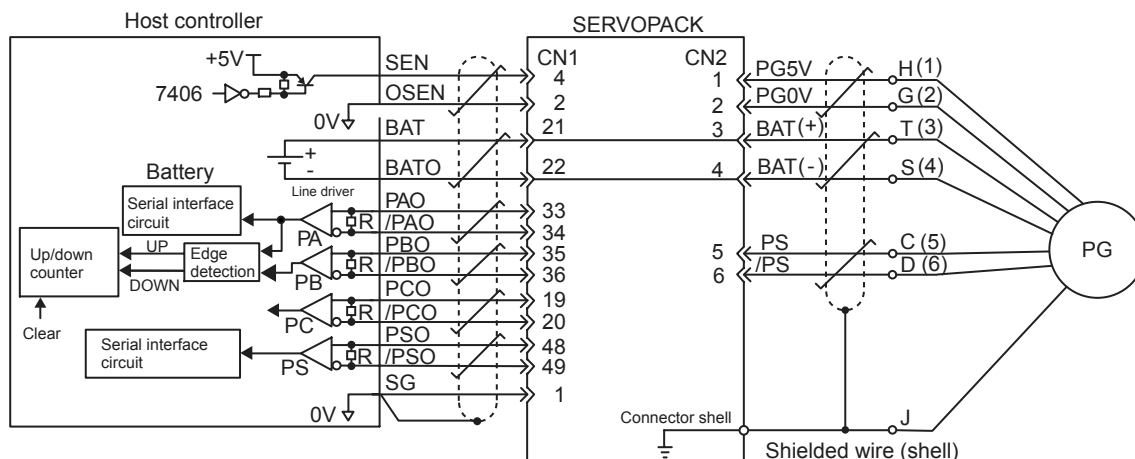 Host controller
SERVOPACK
+5V
7406
SEN
CN1
4
CN2
1
PG5V
H (1)
OSEN
0V
2
2
PG0V
G (2)
BAT
21
3
BAT(+)
T (3)
+
-
BATO
22
4
BAT(-)
S (4)
Battery
Line driver
Serial interface
circuit
PAO
R
/PAO
PA
33
34
Up/down
counter
UP
DOWN
Edge
detection
PBO
R
/PBO
PB
35
36
5
PS
C (5)
6
/PS
D (6)
PG
Clear
PCO
R
/PCO
PC
19
20
Serial interface
circuit
PSO
R
/PSO
PS
48
49
SG
0V
1
Connector shell
J
Shielded wire (shell)